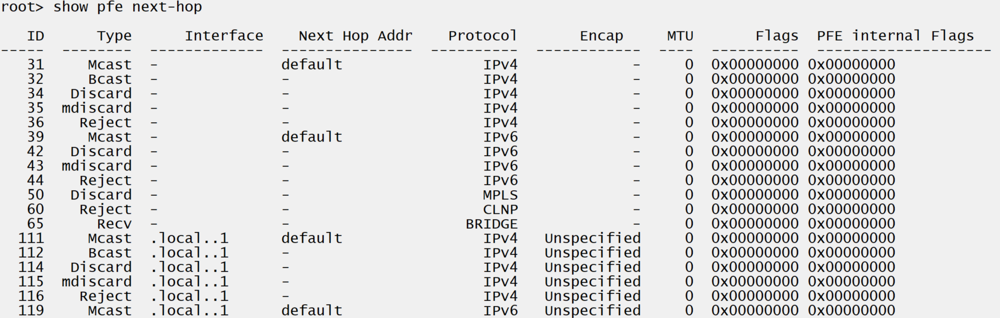 root> show pfe next-hop
   ID      Type      Interface    Next Hop Addr    Protocol       Encap     MTU       Flags  PFE internal Flags
-----  --------  -------------  ---------------  ----------  ------------  ----  ----------  --------------------
   31     Mcast  -              default                IPv4             -     0  0x00000000 0x00000000
   32     Bcast  -              -                      IPv4             -     0  0x00000000 0x00000000
   34   Discard  -              -                      IPv4             -     0  0x00000000 0x00000000
   35  mdiscard  -              -                      IPv4             -     0  0x00000000 0x00000000
   36    Reject  -              -                      IPv4             -     0  0x00000000 0x00000000
   39     Mcast  -              default                IPv6             -     0  0x00000000 0x00000000
   42   Discard  -              -                      IPv6             -     0  0x00000000 0x00000000
   43  mdiscard  -              -                      IPv6             -     0  0x00000000 0x00000000
   44    Reject  -              -                      IPv6             -     0  0x00000000 0x00000000
   50   Discard  -              -                      MPLS             -     0  0x00000000 0x00000000
   60    Reject  -              -                      CLNP             -     0  0x00000000 0x00000000
   65      Recv  -              -                    BRIDGE             -     0  0x00000000 0x00000000
  111     Mcast  .local..1      default                IPv4   Unspecified     0  0x00000000 0x00000000
  112     Bcast  .local..1      -                      IPv4   Unspecified     0  0x00000000 0x00000000
  114   Discard  .local..1      -                      IPv4   Unspecified     0  0x00000000 0x00000000
  115  mdiscard  .local..1      -                      IPv4   Unspecified     0  0x00000000 0x00000000
  116    Reject  .local..1      -                      IPv4   Unspecified     0  0x00000000 0x00000000
  119     Mcast  .local..1      default                IPv6   Unspecified     0  0x00000000 0x00000000